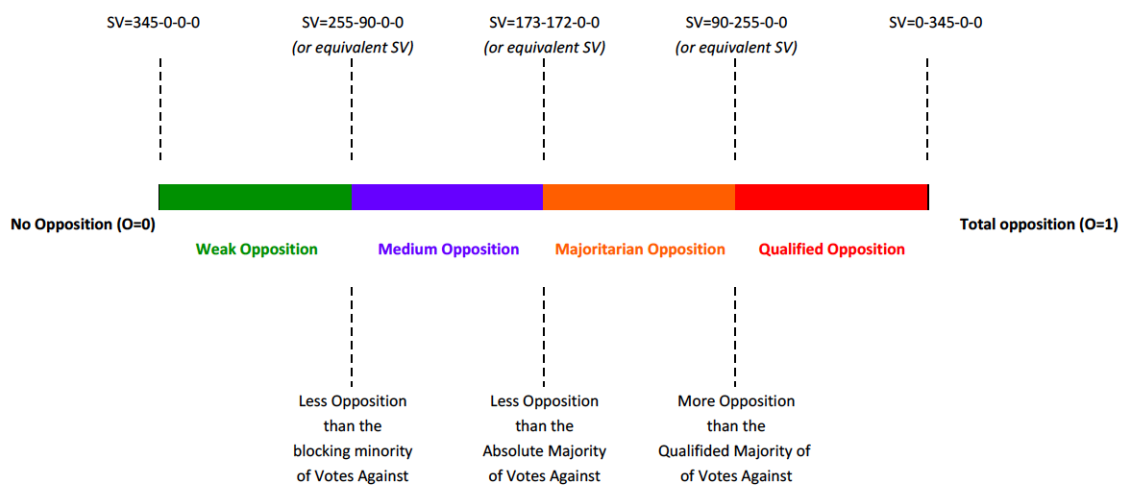 SV=345-0-0-0
SV=255-90-0-0
(or equivalent SV)
SV=173-172-0-0
(or equivalent SV)
SV=90-255-0-0
(or equivalent SV)
SV=0-345-0-0
No Opposition (O=0)
Total opposition (O=1)
Weak Opposition
Medium Opposition
Majoritarian Opposition
Qualified Opposition
Less Opposition
than the
blocking minority
of Votes Against
Less Opposition
than the
Absolute Majority
of Votes Against
More Opposition
than the
Qualifided Majority of
of Votes Against